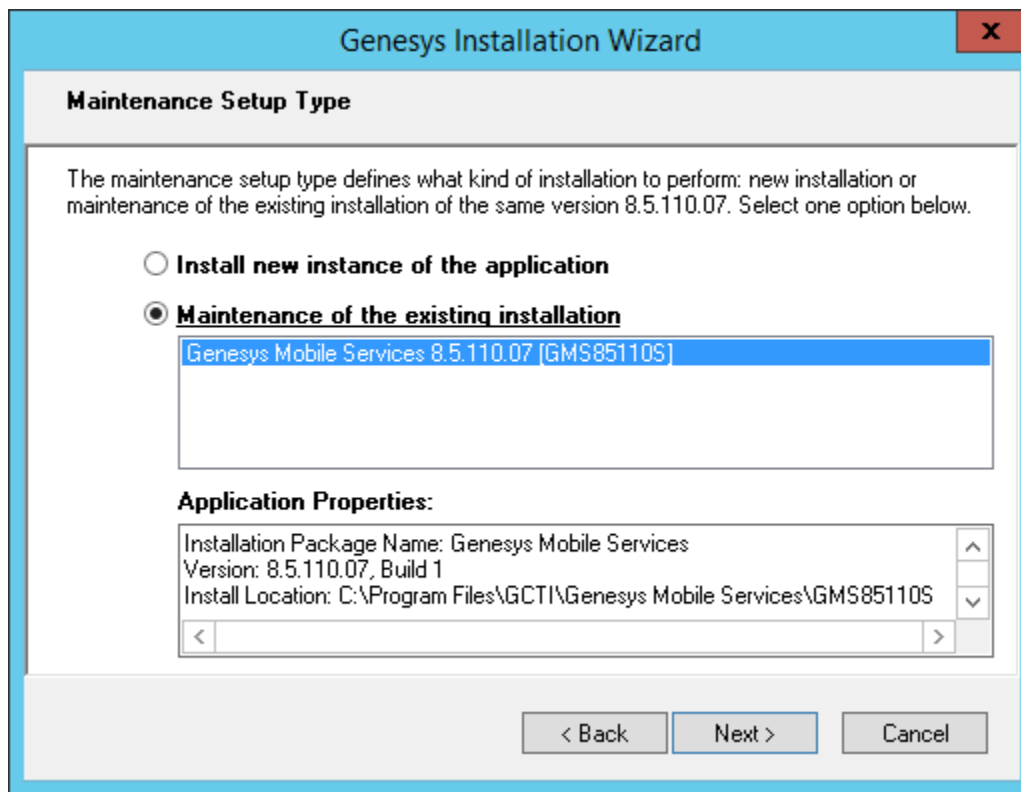 Genesys Installation Wizard
x
Maintenance Setup Type
The maintenance setup type defines what kind of installation to perform: new installation or
maintenance of the existing installation of the same version 8.5.110.07. Select one option below.
Install new instance of the application
Maintenance of the existing installation
Genesys Mobile Services 8.5.110.07 [GMS85110S]
Application Properties:
Installation Package Name: Genesys Mobile Services
Version: 8.5.110.07, Build 1
Install Location: C:\Program Files\GCTI\Genesys Mobile Services\GMS85110S
< Back Next > Cancel